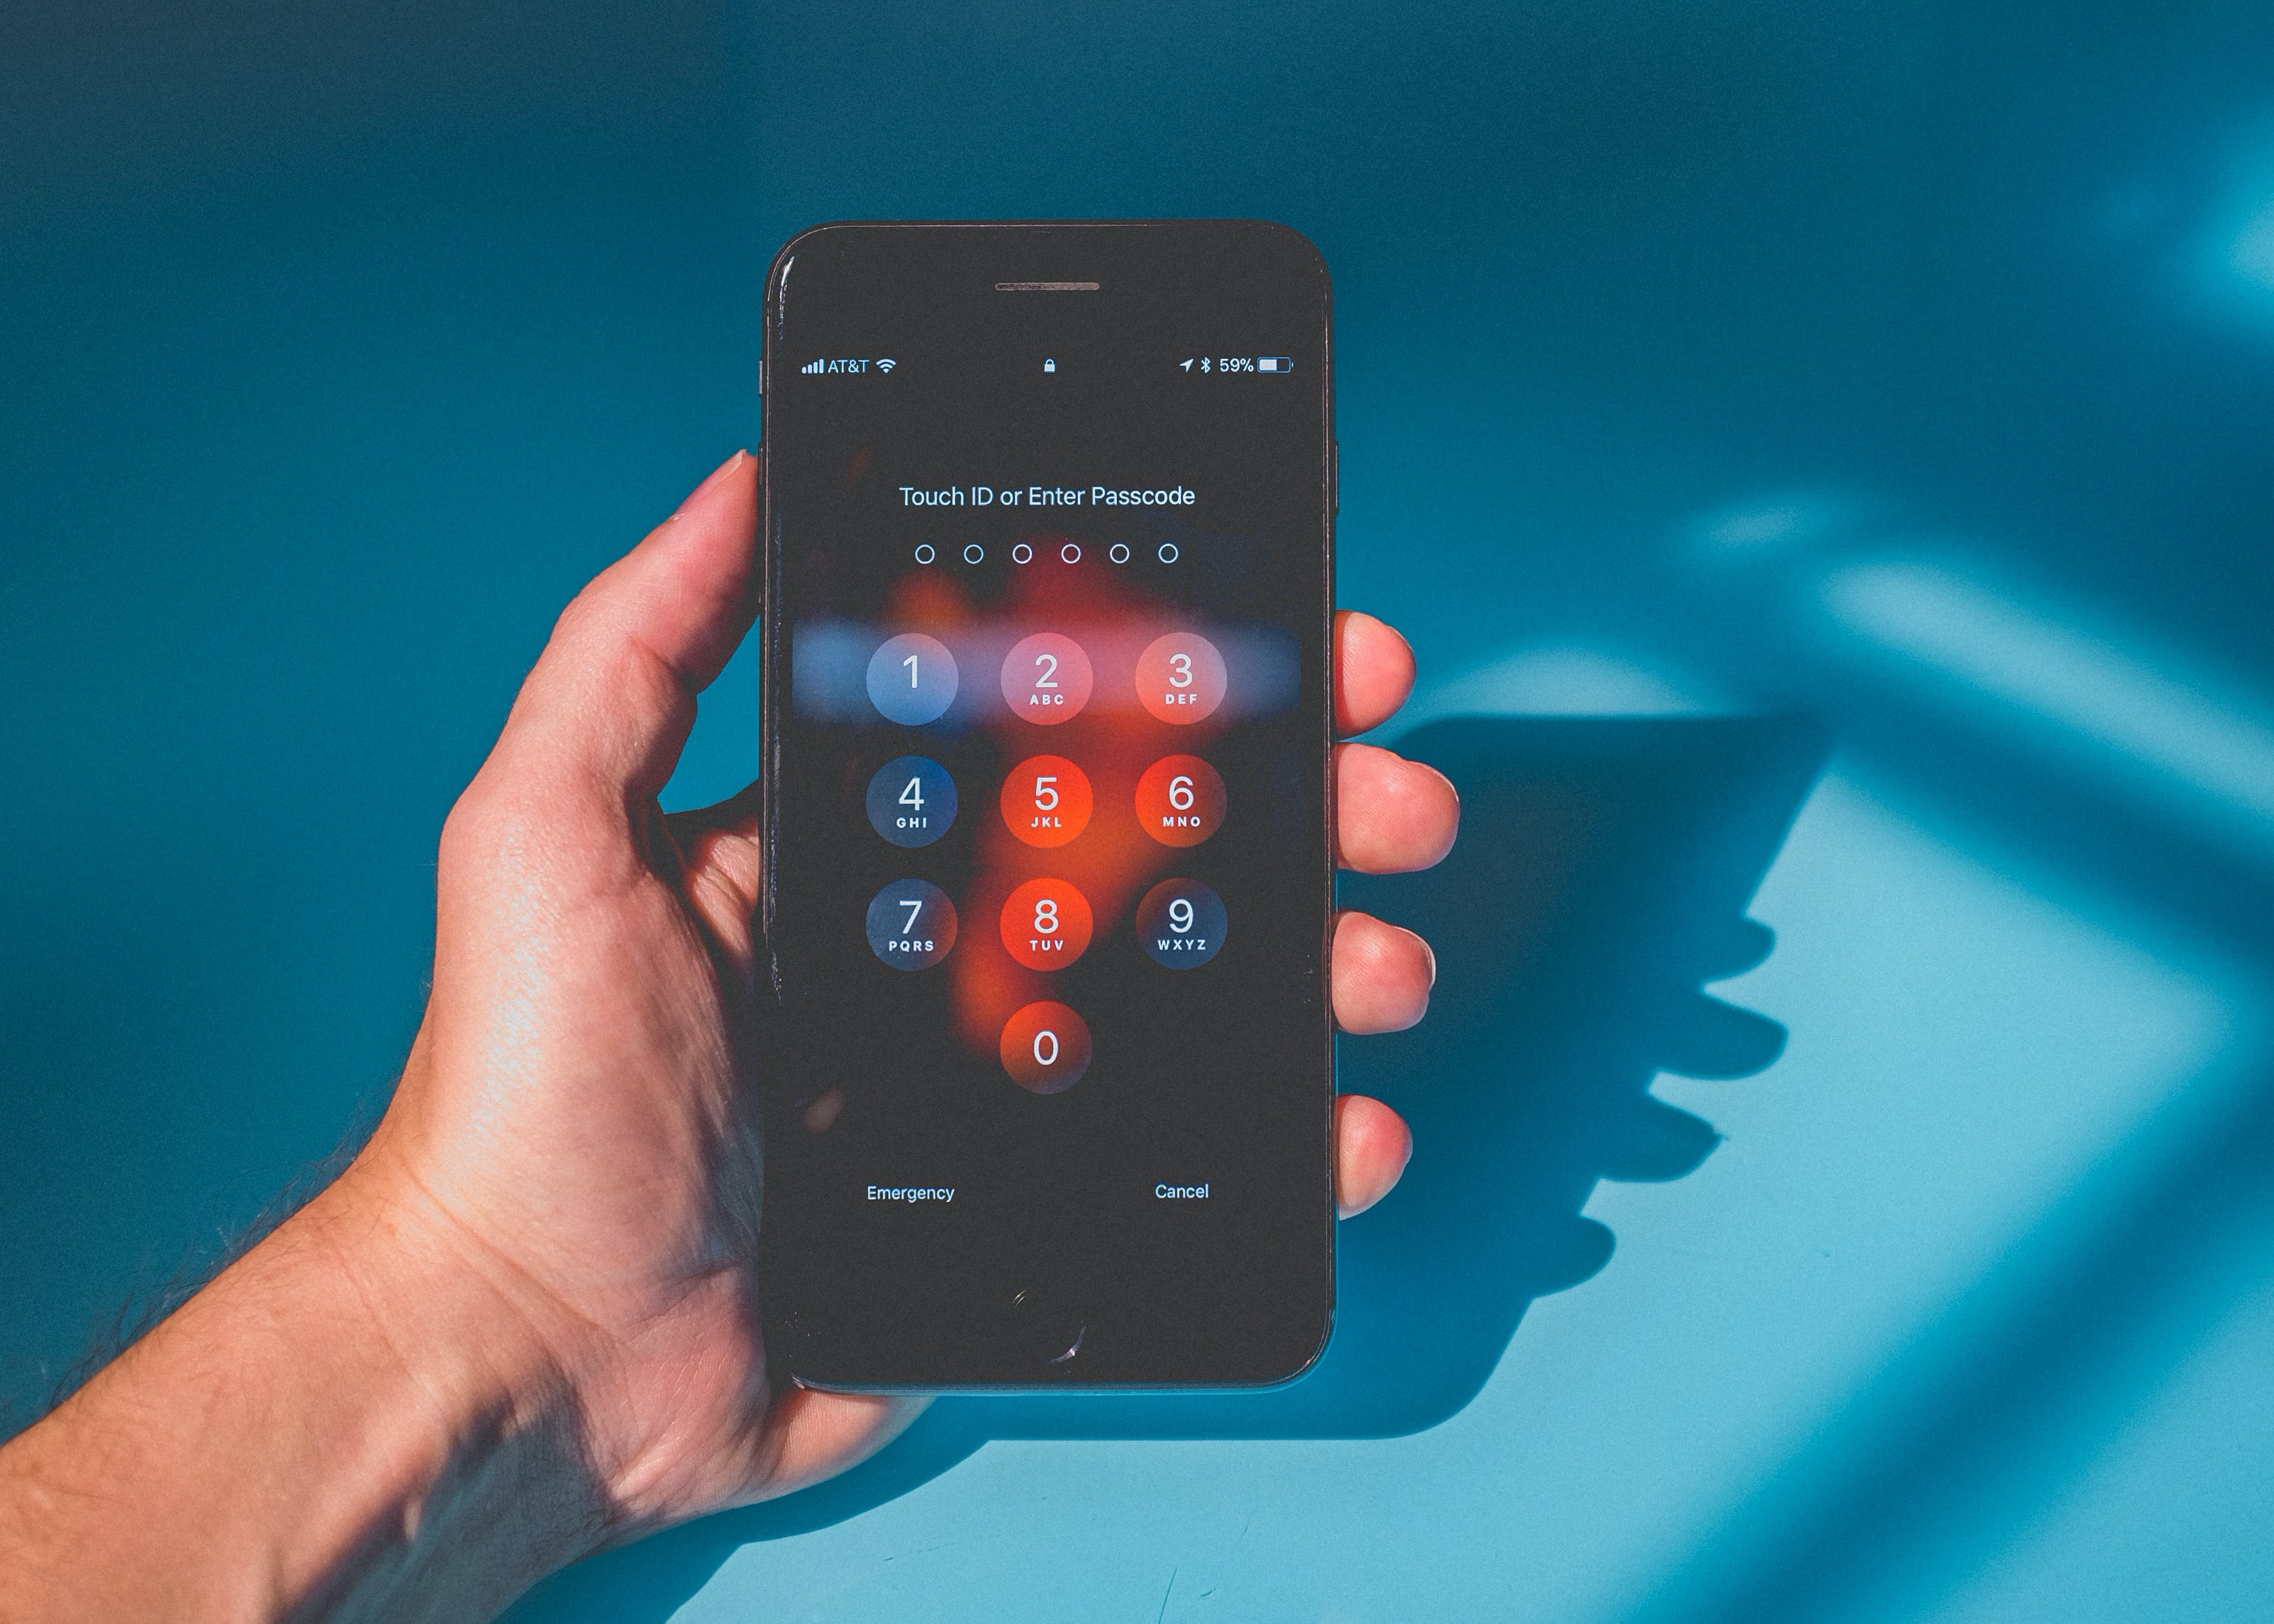 AT&T 59%
Touch ID or Enter Passcode
1 2 3
ABC DEF
4 5 6
GHI JKL MNO
7 8 9
PQRS TUV WXYZ
0
Emergency Cancel